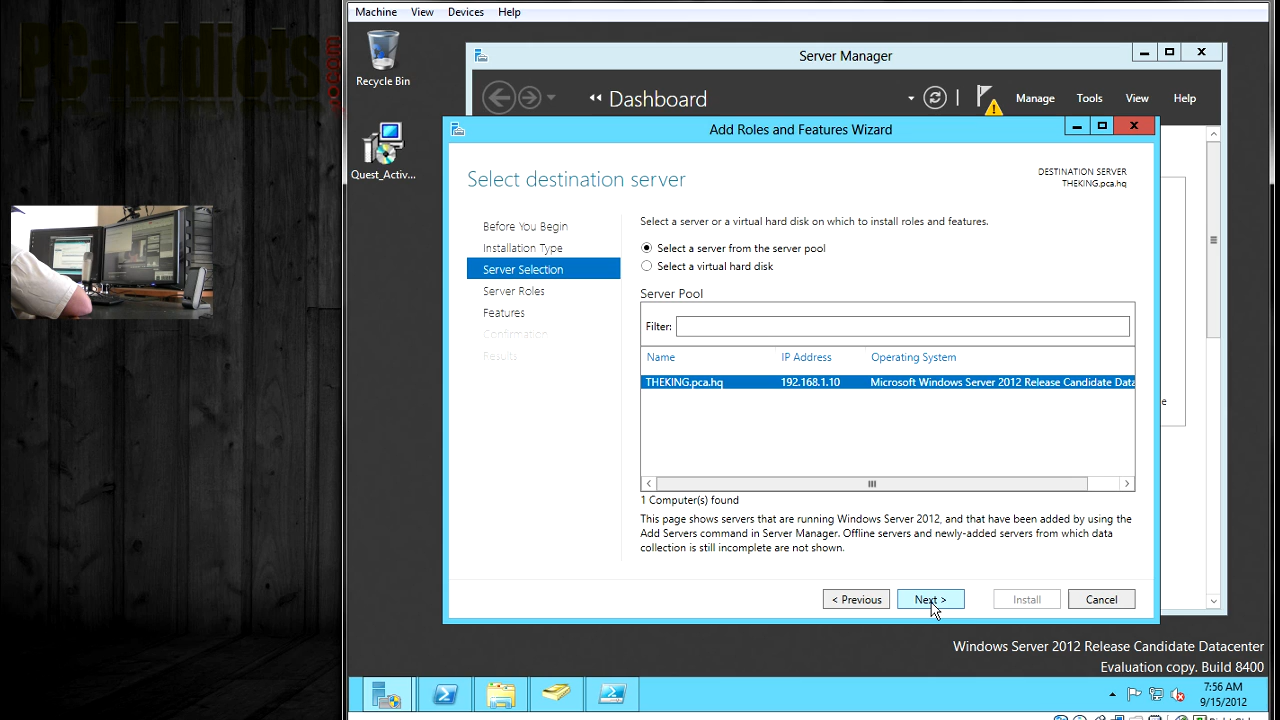 PC-Addicts
.com
Machine View Devices Help
Recycle Bin
Quest_Activ...
Server Manager
Dashboard
Manage Tools View Help
Add Roles and Features Wizard
Select destination server
DESTINATION SERVER
THEKING.pca.hq
Before You Begin
Installation Type
Server Selection
Server Roles
Features
Confirmation
Results
Select a server or a virtual hard disk on which to install roles and features.
Select a server from the server pool
Select a virtual hard disk
Server Pool
Filter:
Name IP Address Operating System
THEKING.pca.hq 192.168.1.10 Microsoft Windows Server 2012 Release Candidate Data
1 Computer(s) found
This page shows servers that are running Windows Server 2012, and that have been added by using the
Add Servers command in Server Manager. Offline servers and newly-added servers from which data
collection is still incomplete are not shown.
< Previous Next > Install Cancel
e
Windows Server 2012 Release Candidate Datacenter
Evaluation copy. Build 8400
7:56 AM
9/15/2012